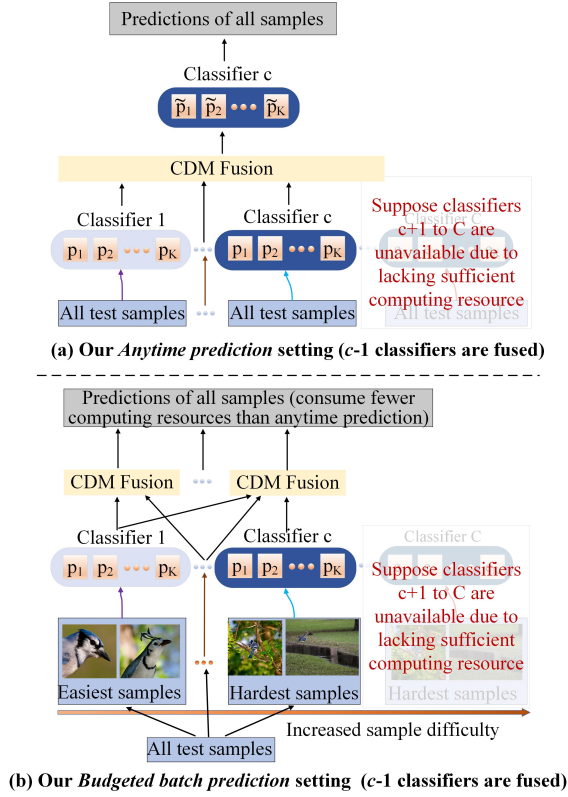 Predictions of all samples
Classifier c
p̃1 p̃2 p̃K
CDM Fusion
Classifier 1
Classifier c
p1 p2 pK
p1 p2 pK
Suppose classifiers
c+1 to C are
unavailable due to
lacking sufficient
computing resource
All test samples
All test samples
All test samples
(a) Our Anytime prediction setting (c-1 classifiers are fused)
Predictions of all samples (consume fewer
computing resources than anytime prediction)
CDM Fusion
CDM Fusion
Classifier 1
Classifier c
Classifier C
p1 p2 pK
p1 p2 pK
Suppose classifiers
c+1 to C are
unavailable due to
lacking sufficient
computing resource
Easiest samples
Hardest samples
Hardest samples
Increased sample difficulty
All test samples
(b) Our Budgeted batch prediction setting (c-1 classifiers are fused)